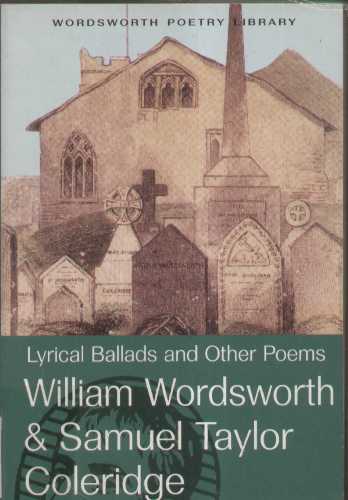 WORDSWORTH POETRY LIBRARY
Lyrical Ballads and Other Poems
William Wordsworth
& Samuel Taylor
Coleridge